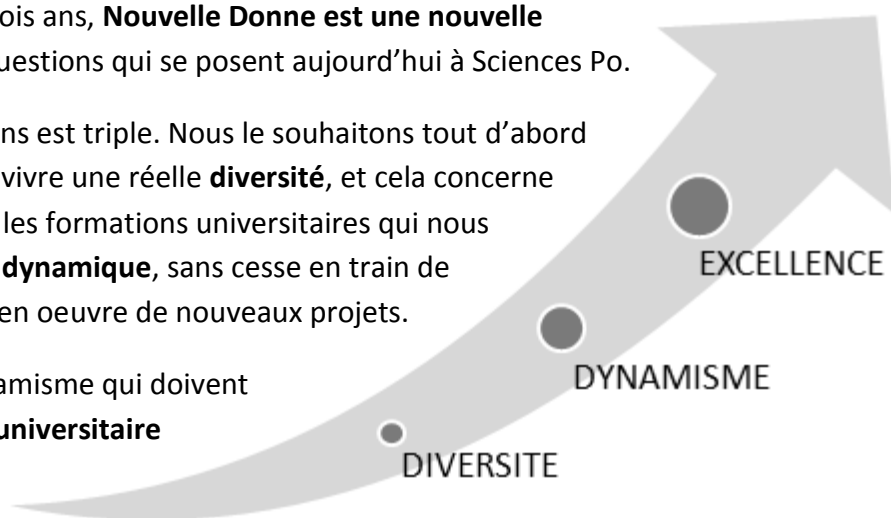 ois ans, Nouvelle Donne est une nouvelle
uestions qui se posent aujourd’hui à Sciences Po.
ns est triple. Nous le souhaitons tout d’abord
vivre une réelle diversité, et cela concerne
les formations universitaires qui nous
dynamique, sans cesse en train de
en oeuvre de nouveaux projets.
amisme qui doivent
universitaire
EXCELLENCE
DYNAMISME
DIVERSITE